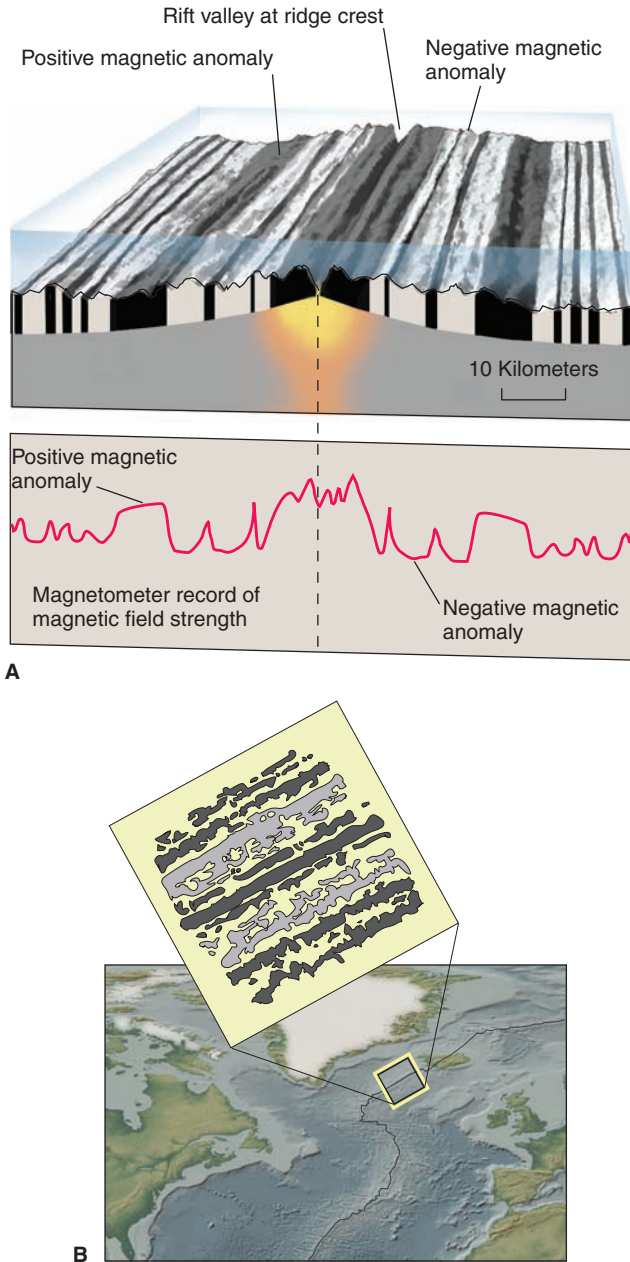 Rift valley at ridge crest
Positive magnetic anomaly
Negative magnetic
anomaly
10 Kilometers
Positive magnetic
anomaly
Magnetometer record of
magnetic field strength
Negative magnetic
anomaly
A
B